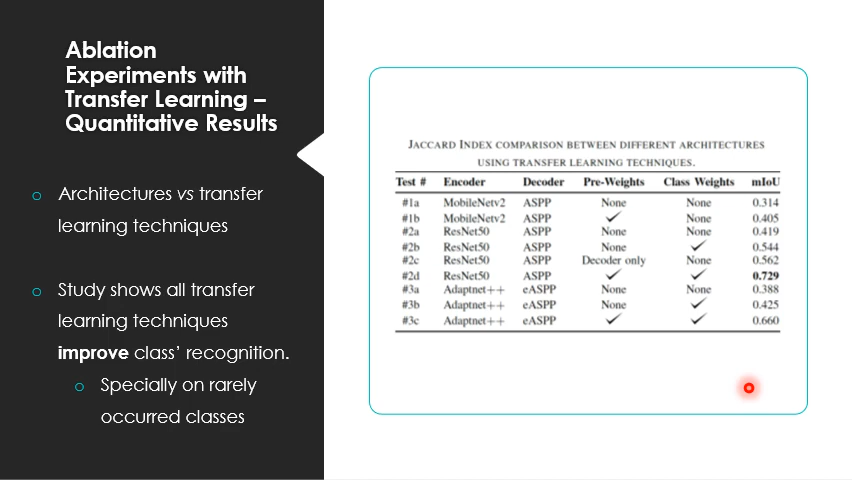 Ablation
Experiments with
Transfer Learning –
Quantitative Results
Architectures vs transfer
learning techniques
Study shows all transfer
learning techniques
improve class’ recognition.
Specially on rarely
occurred classes
JACCARD INDEX COMPARISON BETWEEN DIFFERENT ARCHITECTURES
USING TRANSFER LEARNING TECHNIQUES.
Test # Encoder Decoder Pre-Weights Class Weights mIoU
#1a MobileNetv2 ASPP None None 0.314
#1b MobileNetv2 ASPP ✓ None 0.405
#2a ResNet50 ASPP None None 0.419
#2b ResNet50 ASPP None ✓ 0.544
#2c ResNet50 ASPP Decoder only None 0.562
#2d ResNet50 ASPP ✓ ✓ 0.729
#3a Adaptnet++ eASPP None None 0.388
#3b Adaptnet++ eASPP None ✓ 0.425
#3c Adaptnet++ eASPP ✓ ✓ 0.660